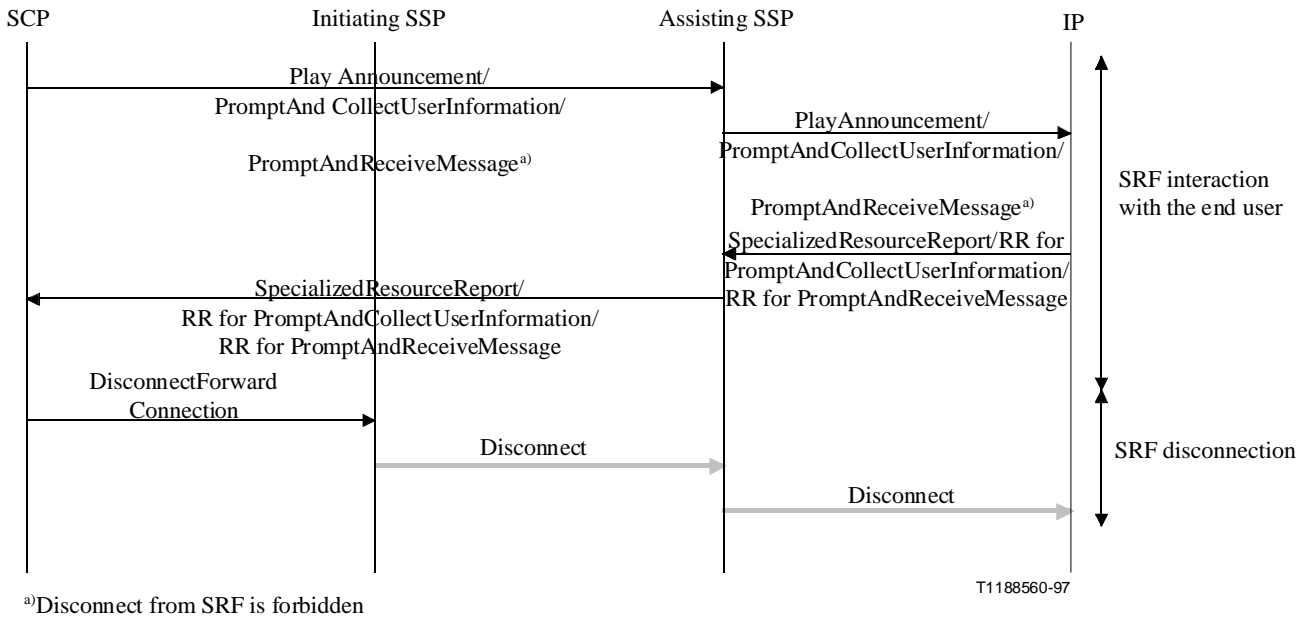 SCP
Initiating SSP
Assisting SSP
IP
Play Announcement/
PromptAnd CollectUserInformation/
PromptAndReceiveMessage a)
PlayAnnouncement/
PromptAndCollectUserInformation/
PromptAndReceiveMessage a)
SRF interaction
with the end user
SpecializedResourceReport/RR for
PromptAndCollectUserInformation/
RR for PromptAndReceiveMessage
SpecializedResourceReport/
RR for PromptAndCollectUserInformation/
RR for PromptAndReceiveMessage
DisconnectForward
Connection
Disconnect
SRF disconnection
Disconnect
T1188560-97
a)Disconnect from SRF is forbidden